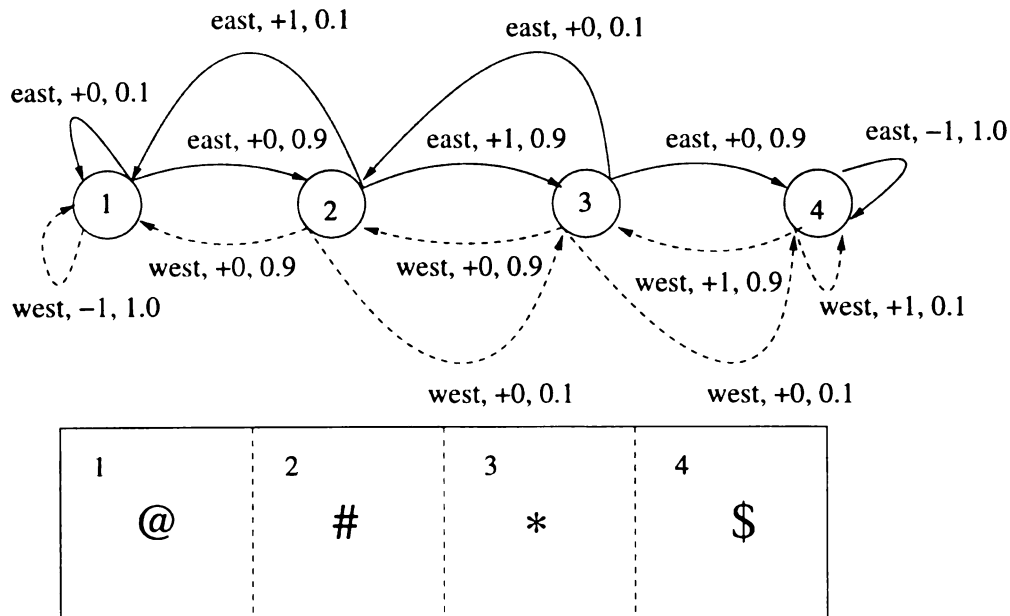 east, +1, 0.1
east, +0, 0.1
east, +0, 0.1
east, +0, 0.9
east, +1, 0.9
east, +0, 0.9
east, −1, 1.0
1
2
3
4
west, +0, 0.9
west, +0, 0.9
west, +1, 0.9
west, −1, 1.0
west, +1, 0.1
west, +0, 0.1
west, +0, 0.1
1 2 3 4
@ # * $